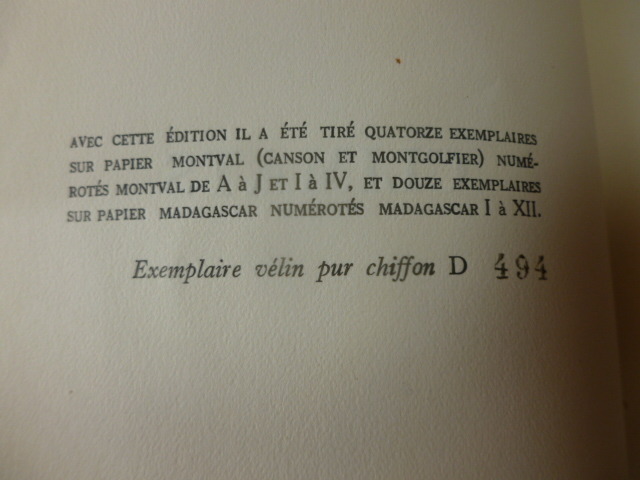 AVEC CETTE ÉDITION IL A ÉTÉ TIRÉ QUATORZE EXEMPLAIRES
SUR PAPIER MONTVAL (CANSON ET MONTGOLFIER) NUMÉ-
ROTÉS MONTVAL DE A à J ET I à IV, ET DOUZE EXEMPLAIRES
SUR PAPIER MADAGASCAR NUMÉROTÉS MADAGASCAR I à XII.
Exemplaire vélin pur chiffon D 494